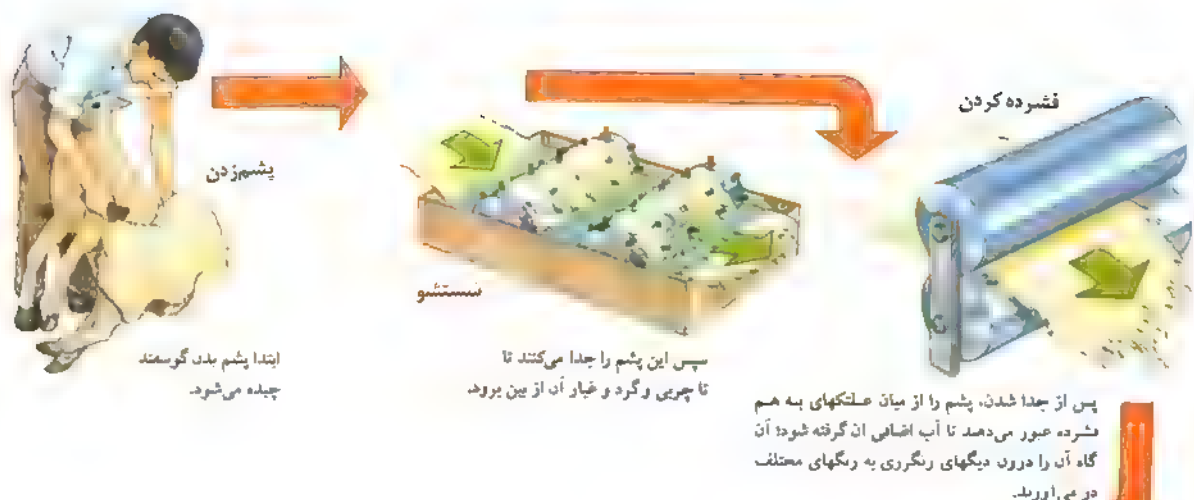 پشم‌زدن
ابتدا پشم بدن گوسفند
چیده می‌شود.
شستشو
سپس این پشم را جدا می‌کنند تا
تا چربی و گرد و غبار آن از بین برود.
فشرده کردن
پس از جدا شدن، پشم را از میان غلتکهای به هم
فشرده عبور می‌دهند تا آب اضافی آن گرفته شود؛ آن
گاه آن را درون دیگهای رنگرزی به رنگهای مختلف
در می‌آورند.